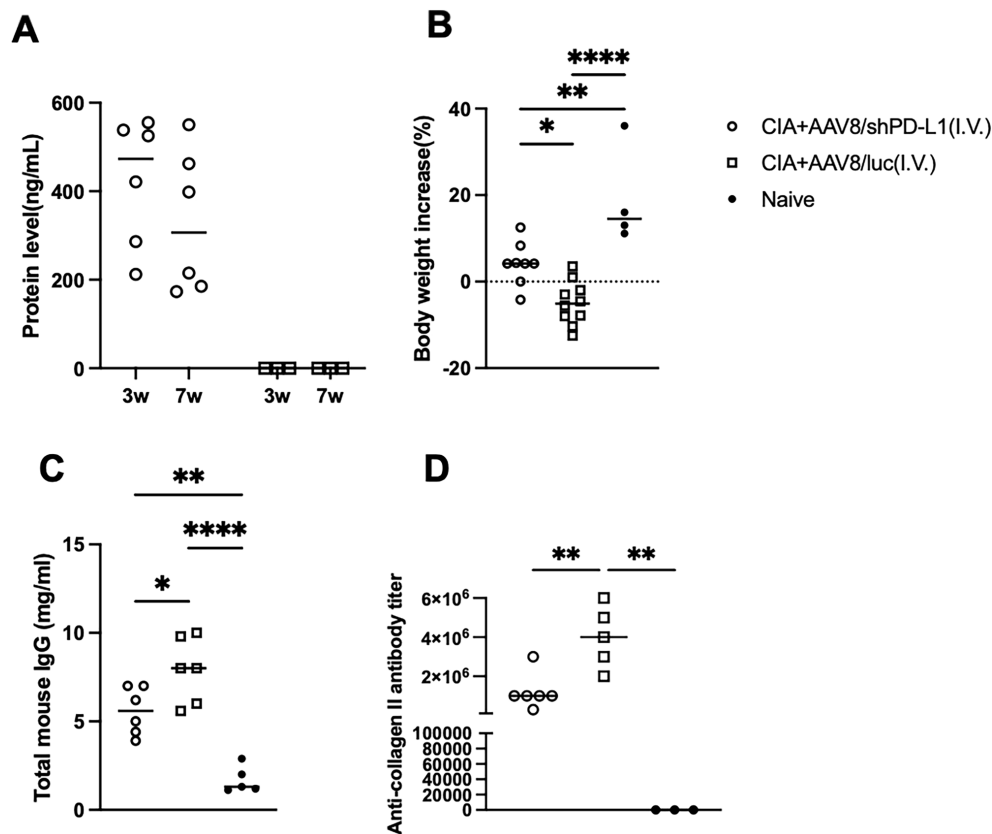 A
Protein level(ng/mL)
600
400
200
0
3w 7w 3w 7w
B
Body weight increase(%)
40
20
0
-20
****
**
*
CIA+AAV8/shPD-L1(I.V.)
CIA+AAV8/luc(I.V.)
Naive
C
Total mouse IgG (mg/ml)
15
10
5
0
**
****
*
D
Anti-collagen II antibody titer
6×10⁶
4×10⁶
2×10⁶
100000
80000
60000
40000
20000
0
** **